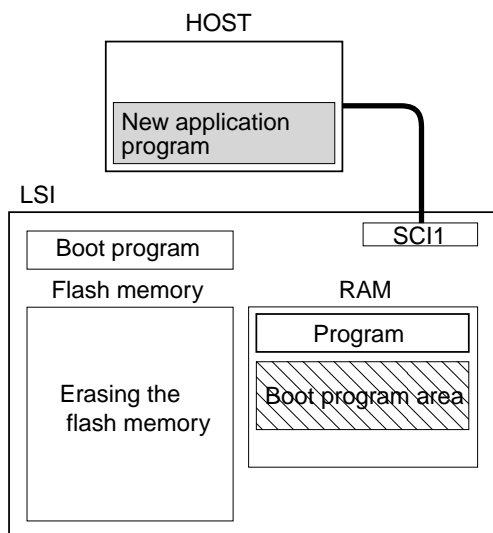 HOST
New application
program
LSI
SCI1
Boot program
Flash memory
RAM
Program
Boot program area
Erasing the
flash memory